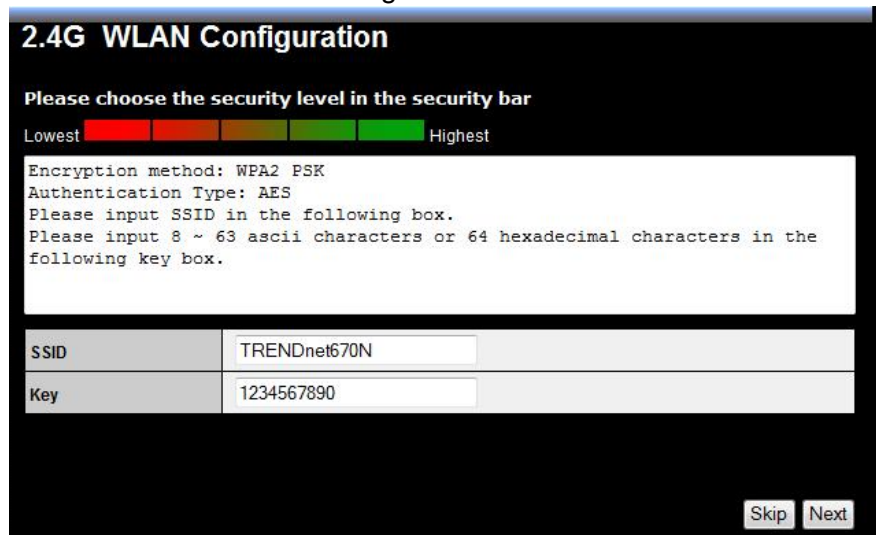 2.4G WLAN Configuration
Please choose the security level in the security bar
Lowest Highest
Encryption method: WPA2 PSK
Authentication Type: AES
Please input SSID in the following box.
Please input 8 ~ 63 ascii characters or 64 hexadecimal characters in the
following key box.
SSID TRENDnet670N
Key 1234567890
Skip Next